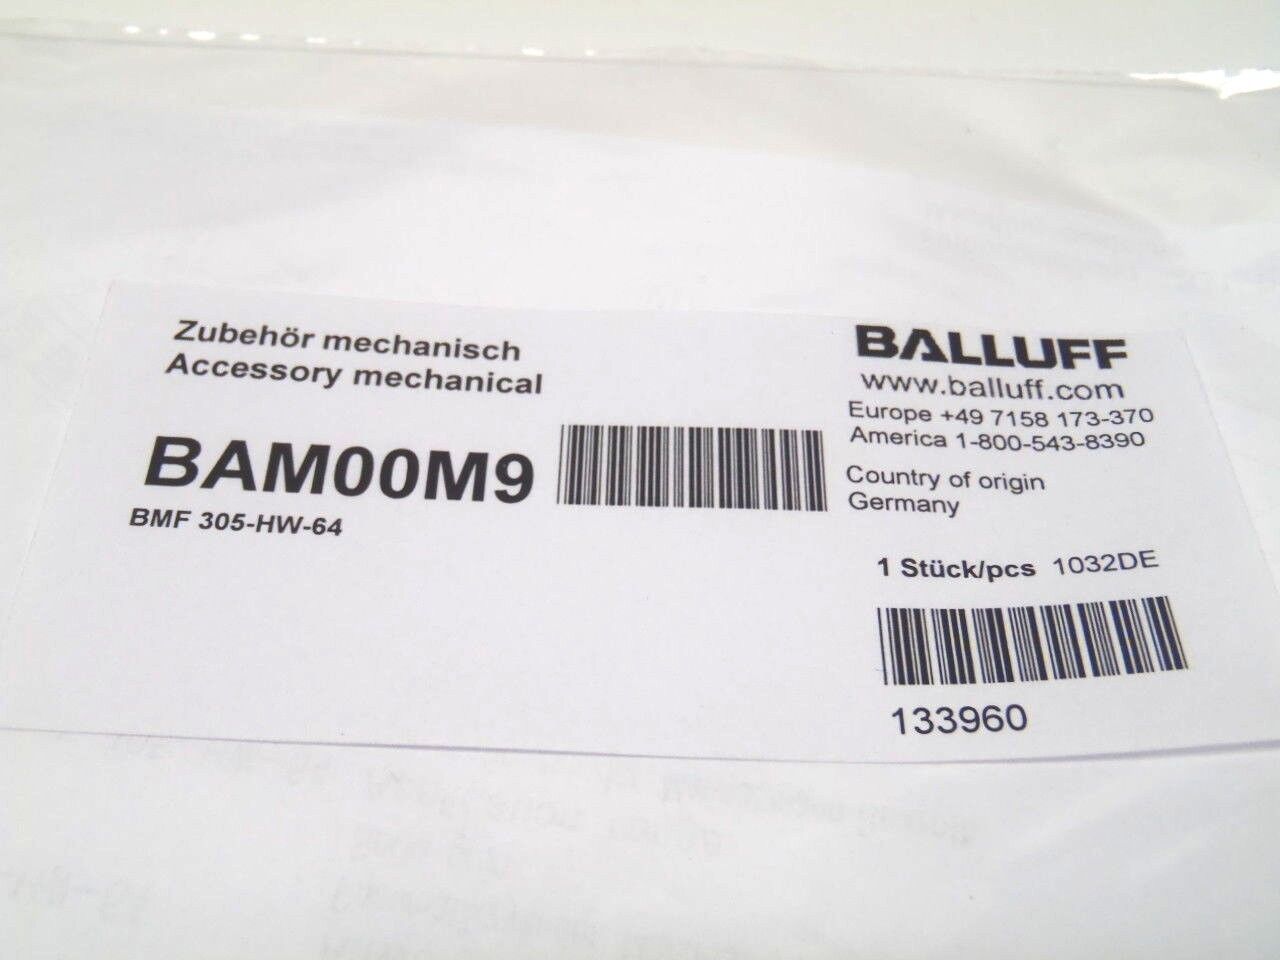 Zubehör mechanisch
Accessory mechanical
BAM00M9
BMF 305-HW-64
BALLUFF
www.balluff.com
Europe +49 7158 173-370
America 1-800-543-8390
Country of origin
Germany
1 Stück/pcs 1032DE
133960